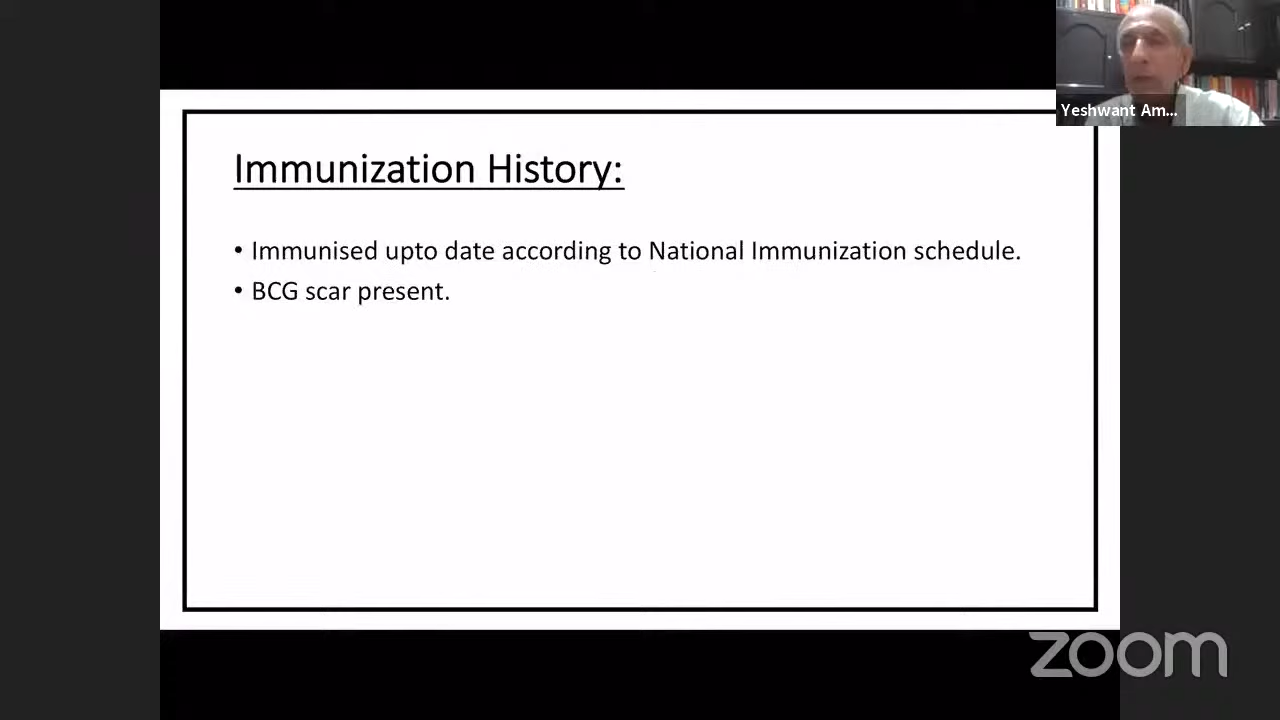 Yeshwant Am...
Immunization History:
• Immunised upto date according to National Immunization schedule.
• BCG scar present.
zoom